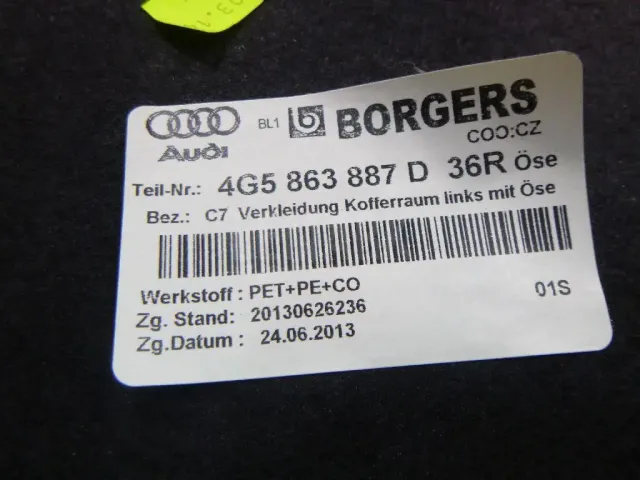 Audi
BL1
BORGERS
COO:CZ
Teil-Nr.: 4G5 863 887 D 36R Öse
Bez.: C7 Verkleidung Kofferraum links mit Öse
Werkstoff : PET+PE+CO
01S
Zg. Stand: 20130626236
Zg.Datum : 24.06.2013